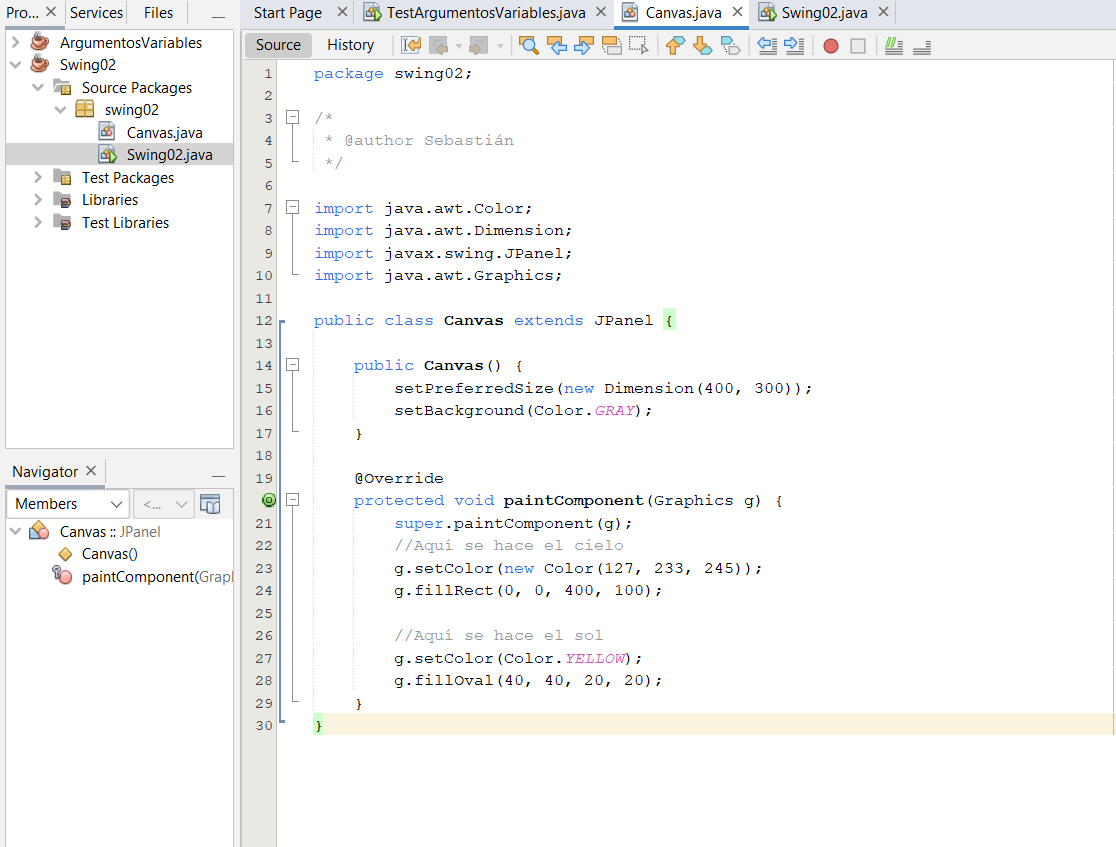 Pro... Services Files
Start Page TestArgumentosVariables.java Canvas.java Swing02.java
Source History
ArgumentosVariables
Swing02
Source Packages
swing02
Canvas.java
Swing02.java
Test Packages
Libraries
Test Libraries
Navigator
Members <...
Canvas :: JPanel
Canvas()
paintComponent(Grapl
1 package swing02;
2
3 /*
4 * @author Sebastián
5 */
6
7 import java.awt.Color;
8 import java.awt.Dimension;
9 import javax.swing.JPanel;
10 import java.awt.Graphics;
11
12 public class Canvas extends JPanel {
13
14 public Canvas() {
15 setPreferredSize(new Dimension(400, 300));
16 setBackground(Color.GRAY);
17 }
18
19 @Override
protected void paintComponent(Graphics g) {
21 super.paintComponent(g);
22 //Aquí se hace el cielo
23 g.setColor(new Color(127, 233, 245));
24 g.fillRect(0, 0, 400, 100);
25
26 //Aquí se hace el sol
27 g.setColor(Color.YELLOW);
28 g.fillOval(40, 40, 20, 20);
29 }
30 }